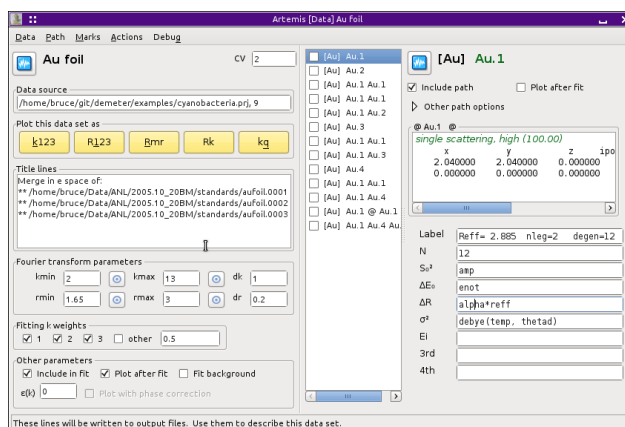 Artemis [Data] Au foil
Data Path Marks Actions Debug
Au foil
CV 2
Data source
/home/bruce/git/demeter/examples/cyanobacteria.prj, 9
Plot this data set as
k123 R123 Rmr Rk kq
Title lines
Merge in e space of:
** /home/bruce/Data/ANL/2005.10_20BM/standards/aufoil.0001
** /home/bruce/Data/ANL/2005.10_20BM/standards/aufoil.0002
** /home/bruce/Data/ANL/2005.10_20BM/standards/aufoil.0003
Fourier transform parameters
kmin 2 kmax 13 dk 1
rmin 1.65 rmax 3 dr 0.2
Fitting k weights
1 2 3 other 0.5
Other parameters
Include in fit Plot after fit Fit background
ε(k) 0 Plot with phase correction
[Au] Au.1
[Au] Au.2
[Au] Au.1 Au.1
[Au] Au.1 Au.1
[Au] Au.1 Au.2
[Au] Au.3
[Au] Au.1 Au.1
[Au] Au.1 Au.3
[Au] Au.4
[Au] Au.1 Au.1
[Au] Au.1 Au.4
[Au] Au.1 @ Au.1
[Au] Au.1 Au.4 Au.
[Au] Au.1
Include path Plot after fit
Other path options
@ Au.1 @
single scattering, high (100.00)
x y z ipo
2.040000 2.040000 0.000000
0.000000 0.000000 0.000000
Label Reff= 2.885 nleg=2 degen=12
N 12
S₀² amp
ΔE₀ enot
ΔR alpha*reff
σ² debye(temp, thetad)
Ei
3rd
4th
These lines will be written to output files. Use them to describe this data set.